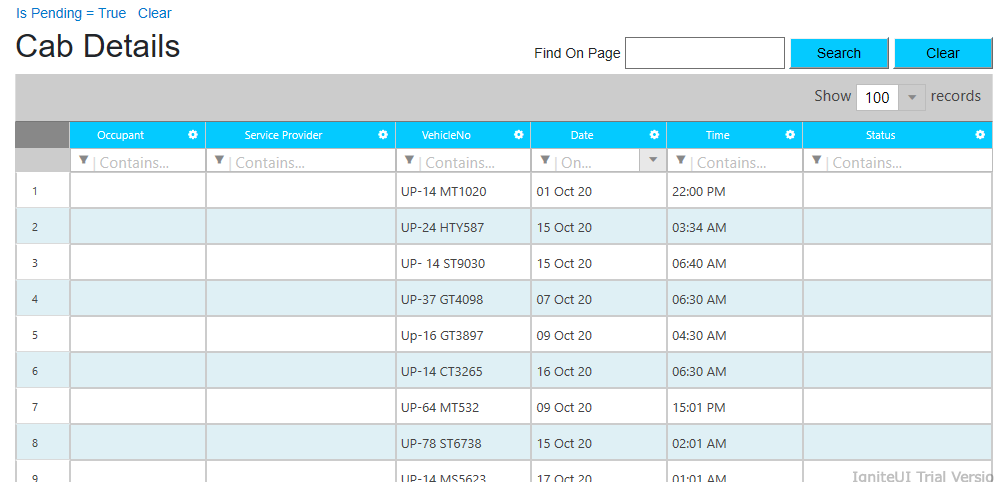 Is Pending = True Clear
Cab Details
Find On Page Search Clear
Show 100 records
Occupant Service Provider VehicleNo Date Time Status
Contains... Contains... Contains... On... Contains... Contains...
1 UP-14 MT1020 01 Oct 20 22:00 PM
2 UP-24 HTY587 15 Oct 20 03:34 AM
3 UP- 14 ST9030 15 Oct 20 06:40 AM
4 UP-37 GT4098 07 Oct 20 06:30 AM
5 Up-16 GT3897 09 Oct 20 04:30 AM
6 UP-14 CT3265 16 Oct 20 06:30 AM
7 UP-64 MT532 09 Oct 20 15:01 PM
8 UP-78 ST6738 15 Oct 20 02:01 AM
9 UP-14 MS5623 17 Oct 20 01:01 AM
IgniteUI Trial Versio